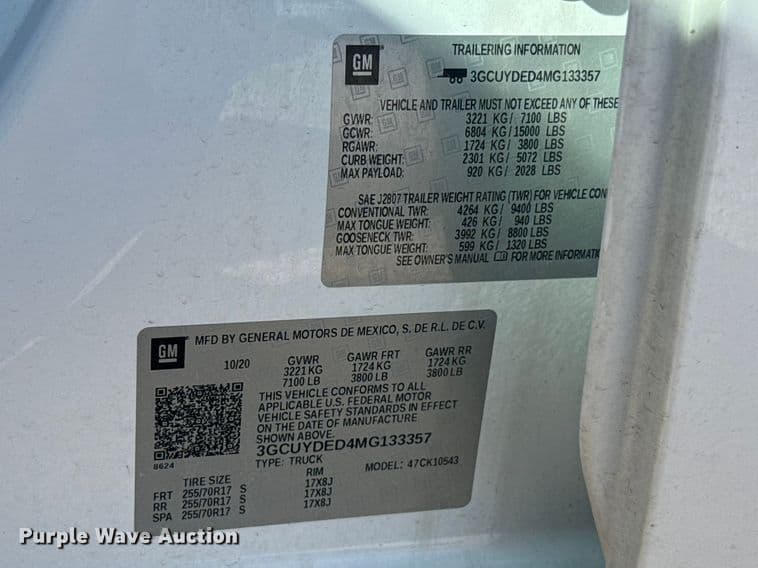 GM
TRAILERING INFORMATION
3GCUYDED4MG133357
VEHICLE AND TRAILER MUST NOT EXCEED ANY OF THESE
GVWR: 3221 KG/ 7100 LBS
GCWR: 6804 KG/15000 LBS
RGAWR: 1724 KG/ 3800 LBS
CURB WEIGHT: 2301 KG/ 5072 LBS
MAX PAYLOAD: 920 KG/ 2028 LBS
SAE J2807 TRAILER WEIGHT RATING (TWR) FOR VEHICLE CON
CONVENTIONAL TWR: 4264 KG/ 9400 LBS
MAX TONGUE WEIGHT: 426 KG/ 940 LBS
GOOSENECK TWR: 3992 KG/ 8800 LBS
MAX TONGUE WEIGHT: 599 KG/ 1320 LBS
SEE OWNER'S MANUAL FOR MORE INFORMATIO
GM
MFD BY GENERAL MOTORS DE MEXICO, S. DE R.L. DE C.V.
10/20 GVWR GAWR FRT GAWR RR
3221 KG 1724 KG 1724 KG
7100 LB 3800 LB 3800 LB
THIS VEHICLE CONFORMS TO ALL
APPLICABLE U.S. FEDERAL MOTOR
VEHICLE SAFETY STANDARDS IN EFFECT
ON THE DATE OF MANUFACTURE
SHOWN ABOVE.
3GCUYDED4MG133357
8624
TYPE: TRUCK MODEL: 47CK10543
TIRE SIZE RIM
FRT 255/70R17 S 17X8J
RR 255/70R17 S 17X8J
SPA 255/70R17 S 17X8J
Purple Wave Auction